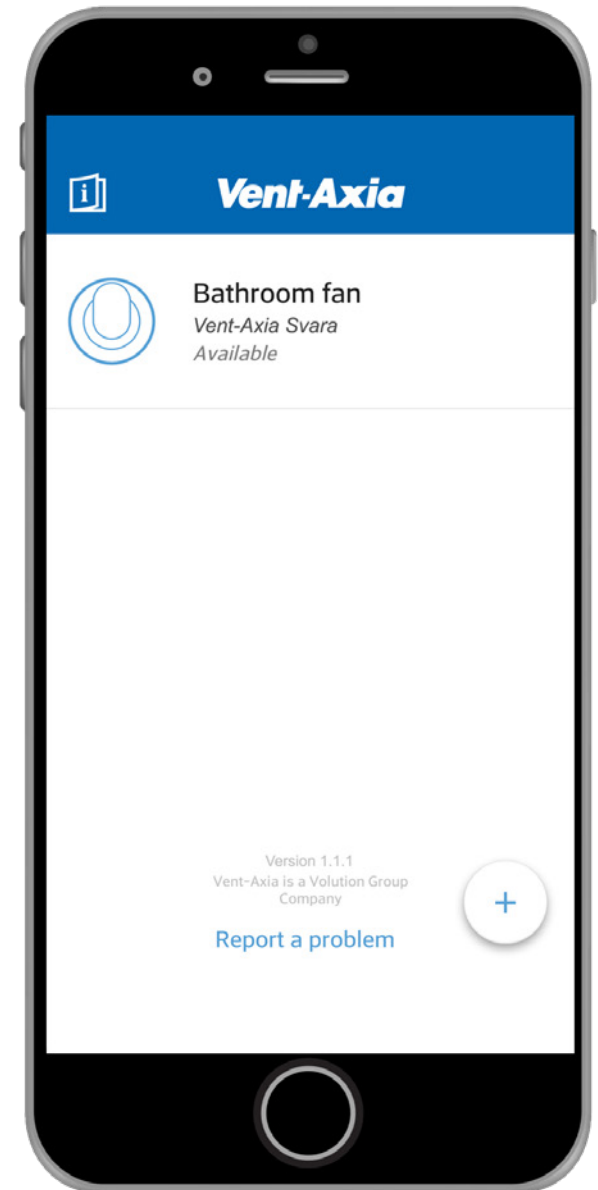 i
Vent-Axia
Bathroom fan
Vent-Axia Svara
Available
Version 1.1.1
Vent-Axia is a Volution Group
Company
+
Report a problem